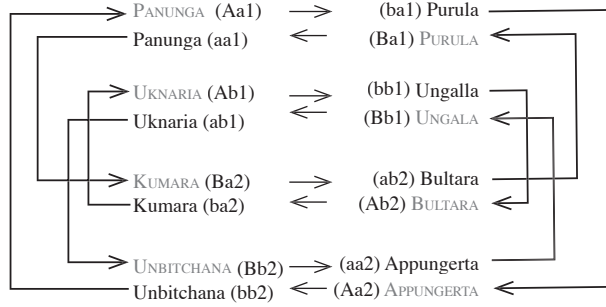 PANUNGA (Aa1) (ba1) Purula
Panunga (aa1) (Ba1) PURULA
UKNARIA (Ab1) (bb1) Ungalla
Uknaria (ab1) (Bb1) UNGALA
KUMARA (Ba2) (ab2) Bultara
Kumara (ba2) (Ab2) BULTARA
UNBITCHANA (Bb2) (aa2) Appungerta
Unbitchana (bb2) (Aa2) APPUNGERTA